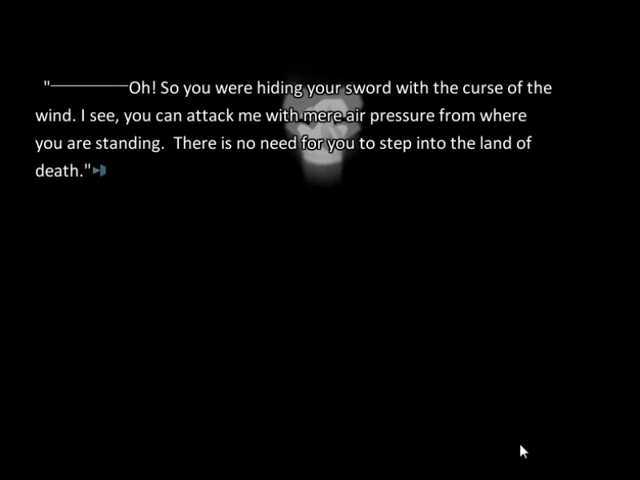 "————Oh! So you were hiding your sword with the curse of the
wind. I see, you can attack me with mere air pressure from where
you are standing.  There is no need for you to step into the land of
death."